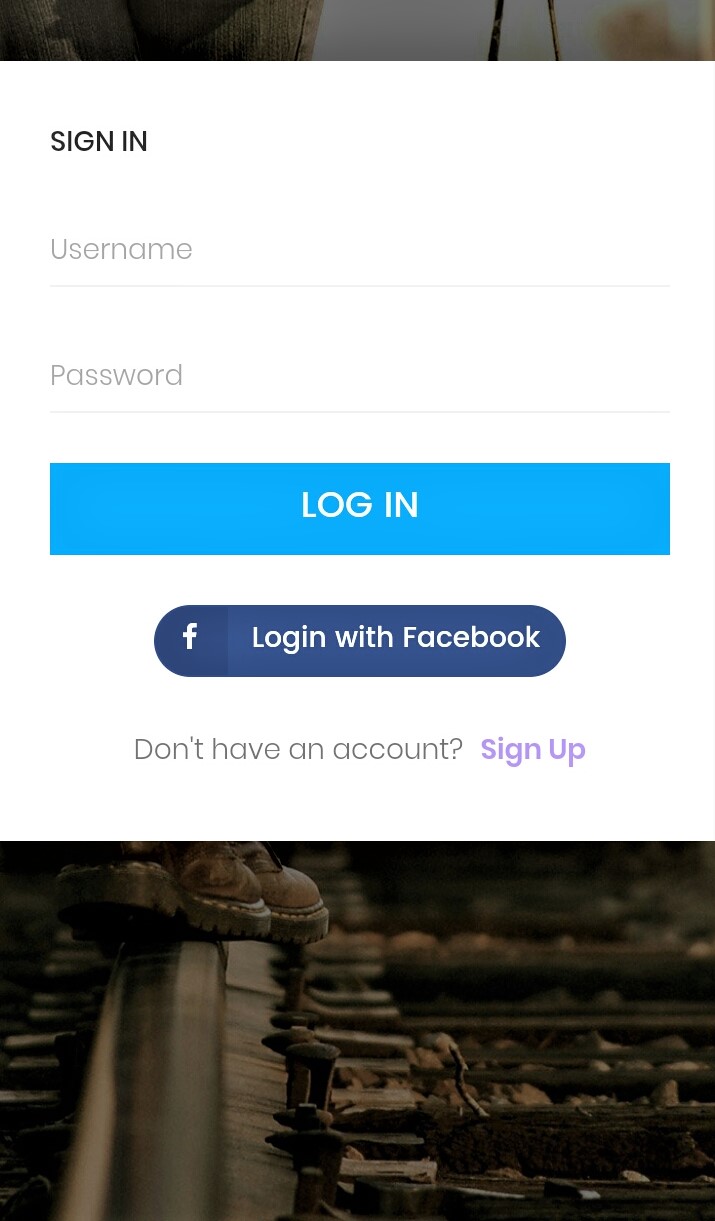 SIGN IN
Username
Password
LOG IN
f Login with Facebook
Don't have an account? Sign Up